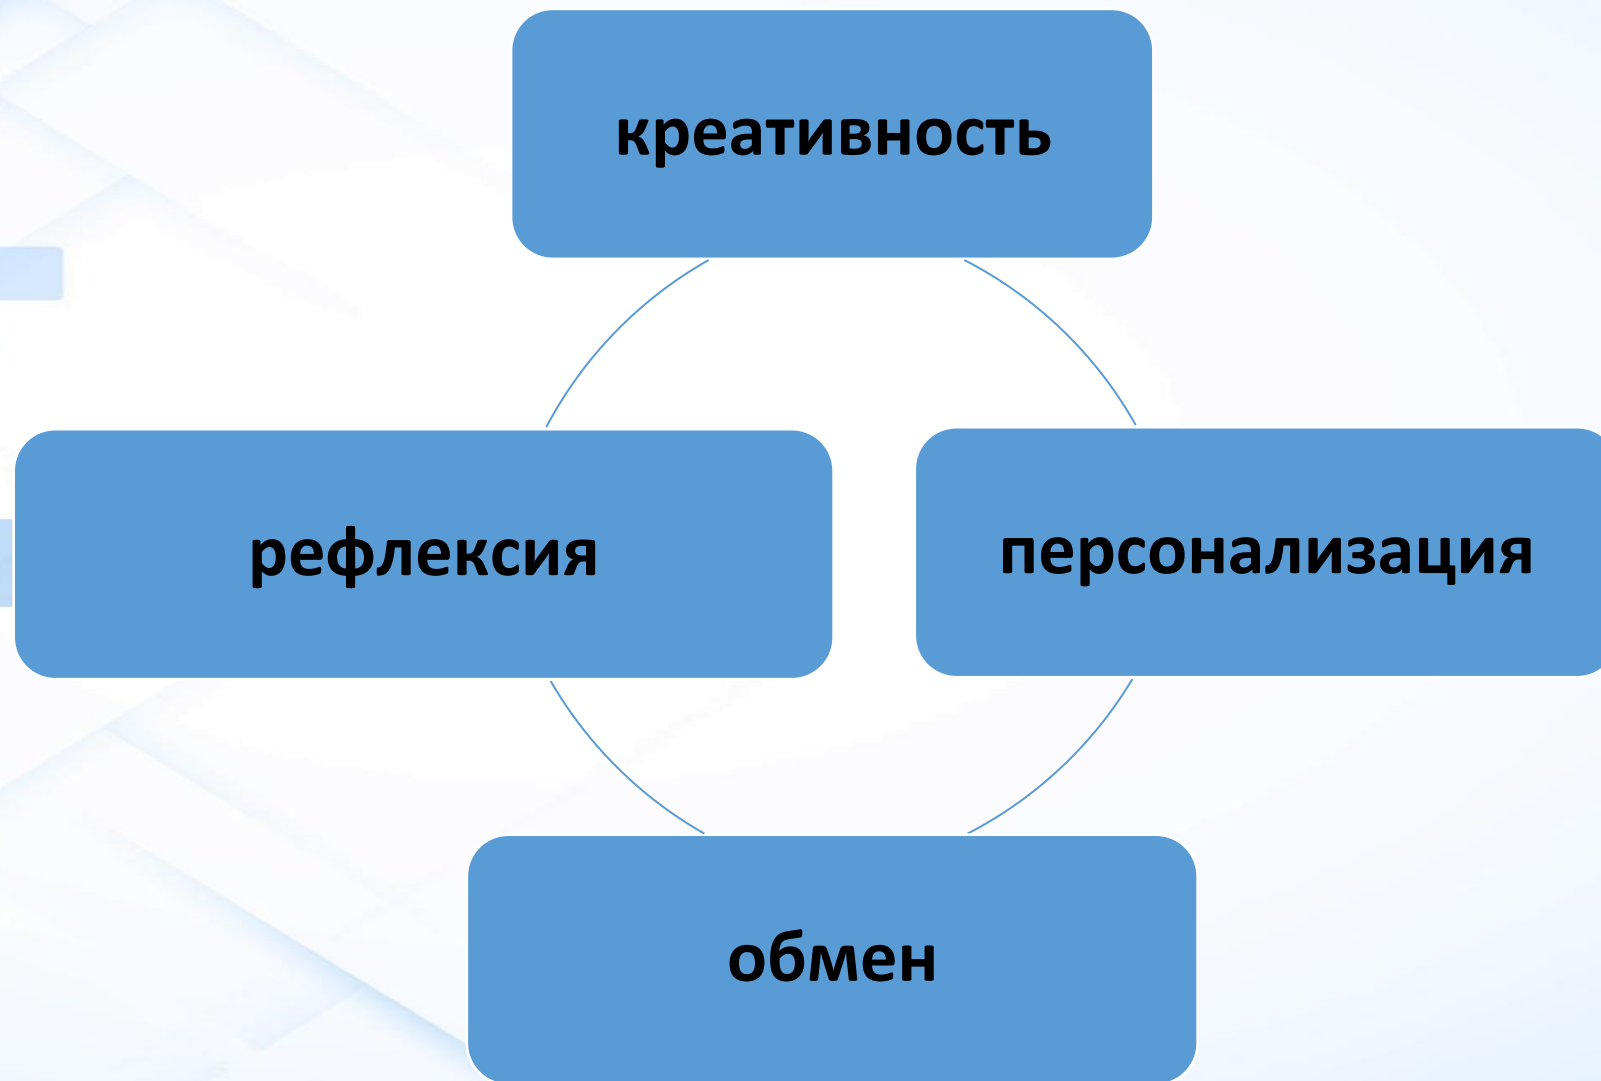 креативность
рефлексия
персонализация
обмен